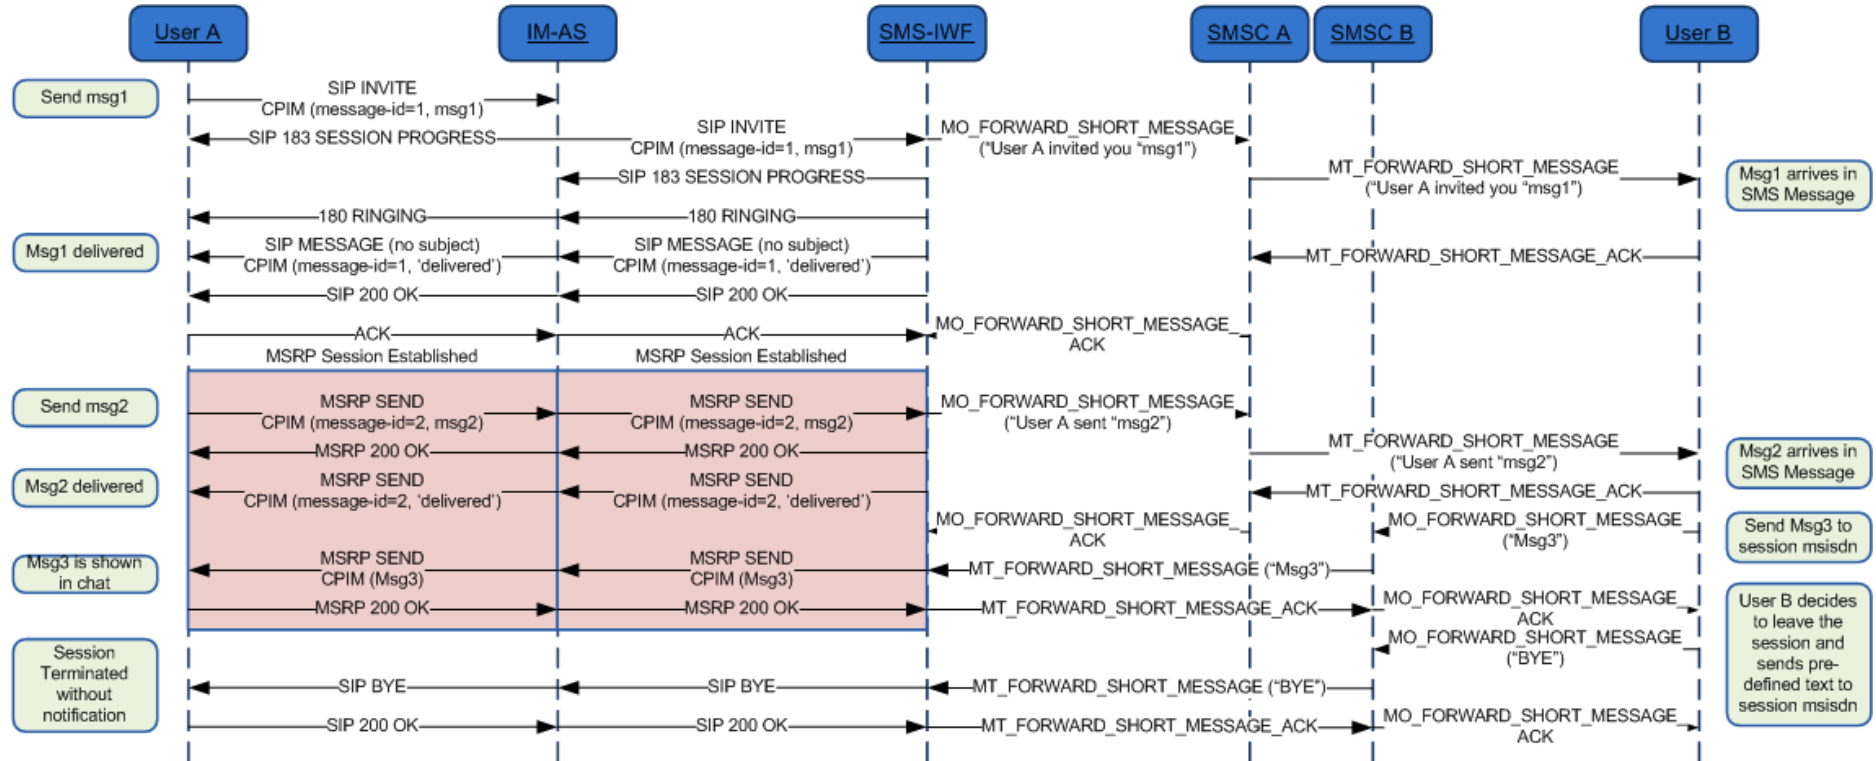 User A
IM-AS
SMS-IWF
SMSC A
SMSC B
User B
Send msg1
SIP INVITE
CPIM (message-id=1, msg1)
SIP 183 SESSION PROGRESS
SIP INVITE
CPIM (message-id=1, msg1)
MO_FORWARD_SHORT_MESSAGE
(“User A invited you “msg1”)
SIP 183 SESSION PROGRESS
MT_FORWARD_SHORT_MESSAGE
(“User A invited you “msg1”)
Msg1 arrives in
SMS Message
180 RINGING
180 RINGING
Msg1 delivered
SIP MESSAGE (no subject)
CPIM (message-id=1, ‘delivered’)
SIP MESSAGE (no subject)
CPIM (message-id=1, ‘delivered’)
MT_FORWARD_SHORT_MESSAGE_ACK
SIP 200 OK
SIP 200 OK
ACK
ACK
MO_FORWARD_SHORT_MESSAGE_
ACK
MSRP Session Established
MSRP Session Established
Send msg2
MSRP SEND
CPIM (message-id=2, msg2)
MSRP SEND
CPIM (message-id=2, msg2)
MO_FORWARD_SHORT_MESSAGE
(“User A sent “msg2”)
MSRP 200 OK
MSRP 200 OK
MT_FORWARD_SHORT_MESSAGE
(“User A sent “msg2”)
Msg2 arrives in
SMS Message
Msg2 delivered
MSRP SEND
CPIM (message-id=2, ‘delivered’)
MSRP SEND
CPIM (message-id=2, ‘delivered’)
MT_FORWARD_SHORT_MESSAGE_ACK
MO_FORWARD_SHORT_MESSAGE_
ACK
MO_FORWARD_SHORT_MESSAGE
(“Msg3”)
Send Msg3 to
session msisdn
Msg3 is shown
in chat
MSRP SEND
CPIM (Msg3)
MSRP SEND
CPIM (Msg3)
MT_FORWARD_SHORT_MESSAGE (“Msg3”)
MSRP 200 OK
MSRP 200 OK
MT_FORWARD_SHORT_MESSAGE_ACK
MO_FORWARD_SHORT_MESSAGE_
ACK
User B decides
to leave the
session and
sends pre-
defined text to
session msisdn
MO_FORWARD_SHORT_MESSAGE
(“BYE”)
Session
Terminated
without
notification
SIP BYE
SIP BYE
MT_FORWARD_SHORT_MESSAGE (“BYE”)
SIP 200 OK
SIP 200 OK
MT_FORWARD_SHORT_MESSAGE_ACK
MO_FORWARD_SHORT_MESSAGE_
ACK